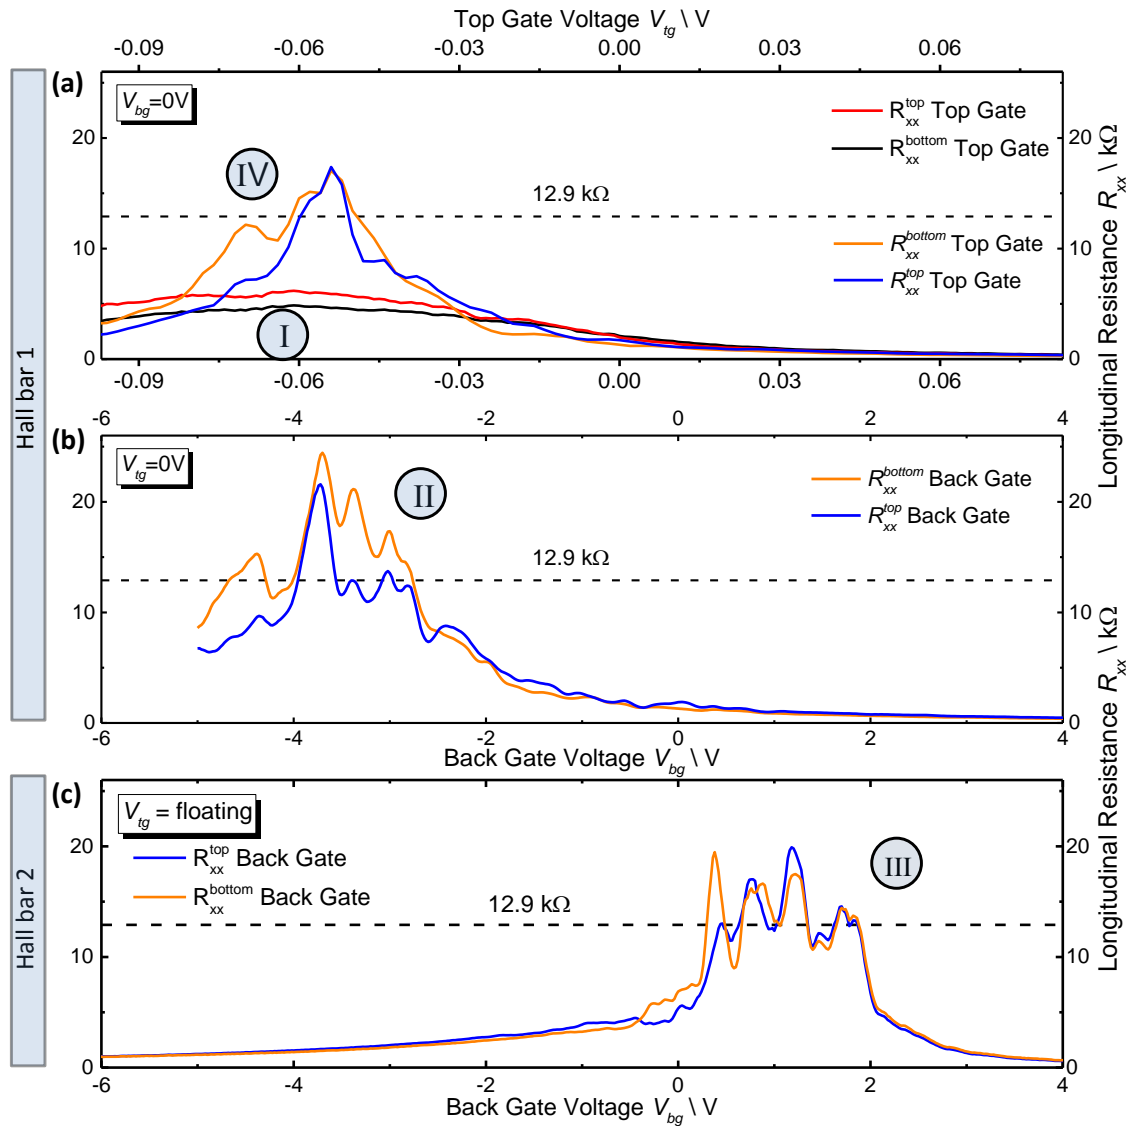 Top Gate Voltage V_tg \ V
-0.09 -0.06 -0.03 0.00 0.03 0.06
Hall bar 1
(a)
V_bg=0V
20
10
0
IV
I
12.9 kΩ
R_xx^top Top Gate
R_xx^bottom Top Gate
R_xx^bottom Top Gate
R_xx^top Top Gate
20
10
0
Longitudinal Resistance R_xx \ kΩ
-0.09 -0.06 -0.03 0.00 0.03 0.06
-6 -4 -2 0 2 4
(b)
V_tg=0V
20
10
0
II
12.9 kΩ
R_xx^bottom Back Gate
R_xx^top Back Gate
20
10
0
-6 -4 -2 0 2 4
Back Gate Voltage V_bg \ V
Longitudinal Resistance R_xx \ kΩ
Hall bar 2
(c)
V_tg = floating
R_xx^top Back Gate
R_xx^bottom Back Gate
20
10
0
12.9 kΩ
III
20
10
0
-6 -4 -2 0 2 4
Back Gate Voltage V_bg \ V